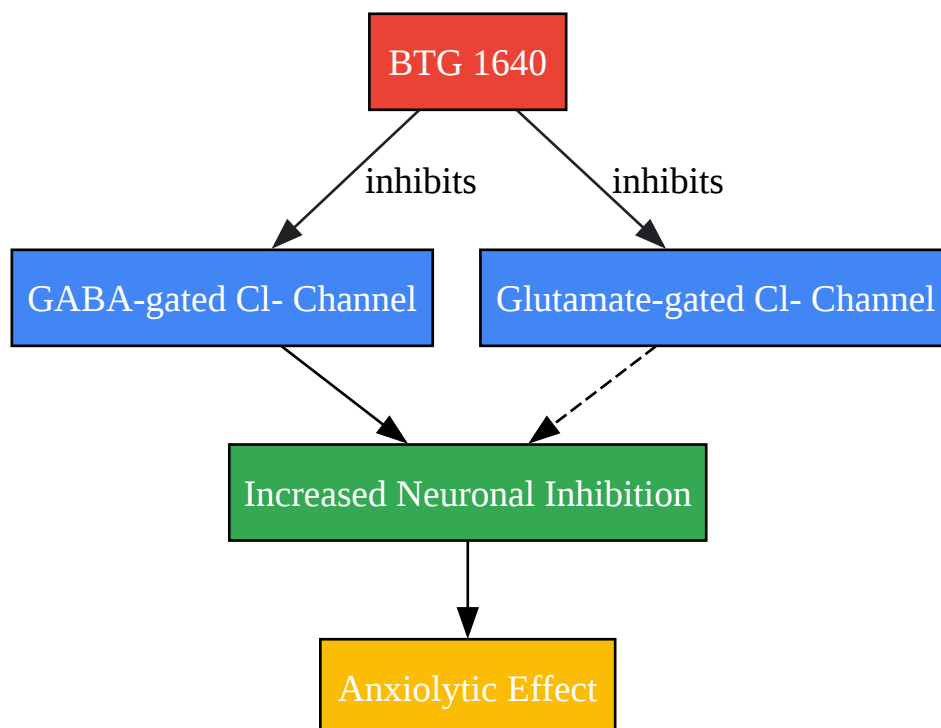 BTG 1640
inhibits
inhibits
GABA-gated Cl- Channel
Glutamate-gated Cl- Channel
Increased Neuronal Inhibition
Anxiolytic Effect